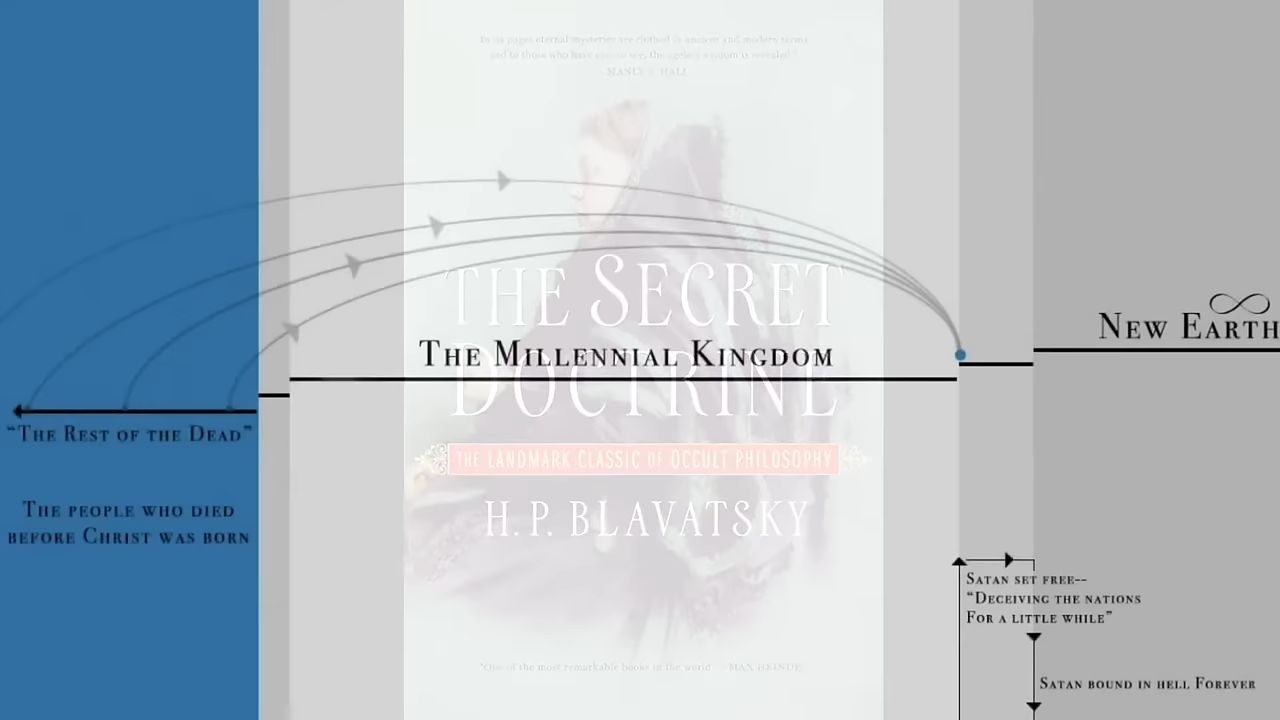 In its pages eternal mysteries are clothed in ancient and modern terms
and to those who have eyes to see, the ageless wisdom is revealed."
MANLY P. HALL
THE SECRET
THE MILLENNIAL KINGDOM
DOCTRINE
∞
NEW EARTH
"THE REST OF THE DEAD"
THE LANDMARK CLASSIC OF OCCULT PHILOSOPHY
THE PEOPLE WHO DIED
BEFORE CHRIST WAS BORN
H. P. BLAVATSKY
SATAN SET FREE--
"DECEIVING THE NATIONS
FOR A LITTLE WHILE"
"One of the most remarkable books in the world." —MAX HEINDEL
SATAN BOUND IN HELL FOREVER